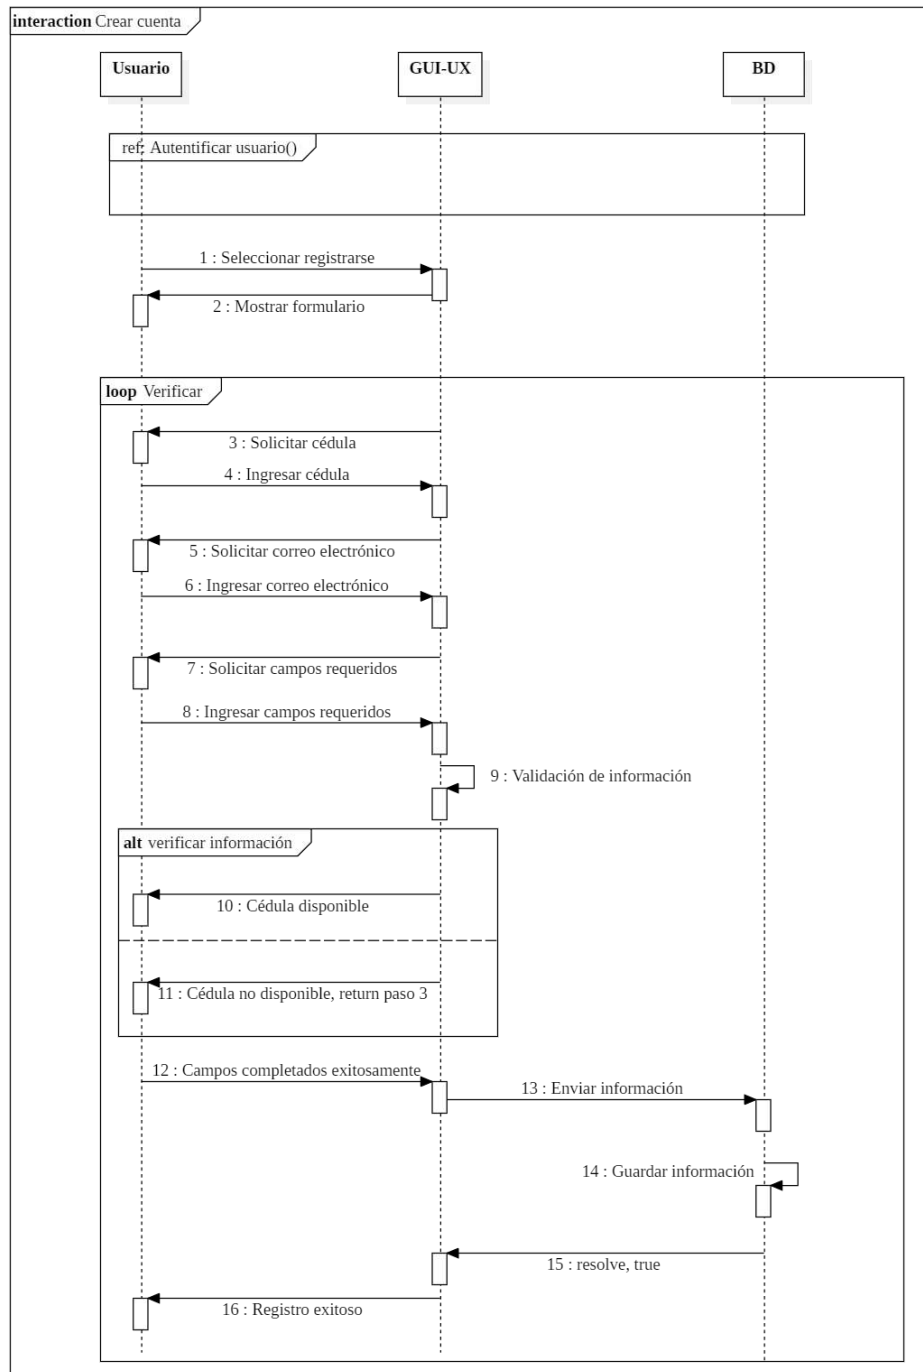 interaction Crear cuenta
Usuario
GUI-UX
BD
ref: Autentificar usuario()
1 : Seleccionar registrarse
2 : Mostrar formulario
loop Verificar
3 : Solicitar cédula
4 : Ingresar cédula
5 : Solicitar correo electrónico
6 : Ingresar correo electrónico
7 : Solicitar campos requeridos
8 : Ingresar campos requeridos
9 : Validación de información
alt verificar información
10 : Cédula disponible
11 : Cédula no disponible, return paso 3
12 : Campos completados exitosamente
13 : Enviar información
14 : Guardar información
15 : resolve, true
16 : Registro exitoso